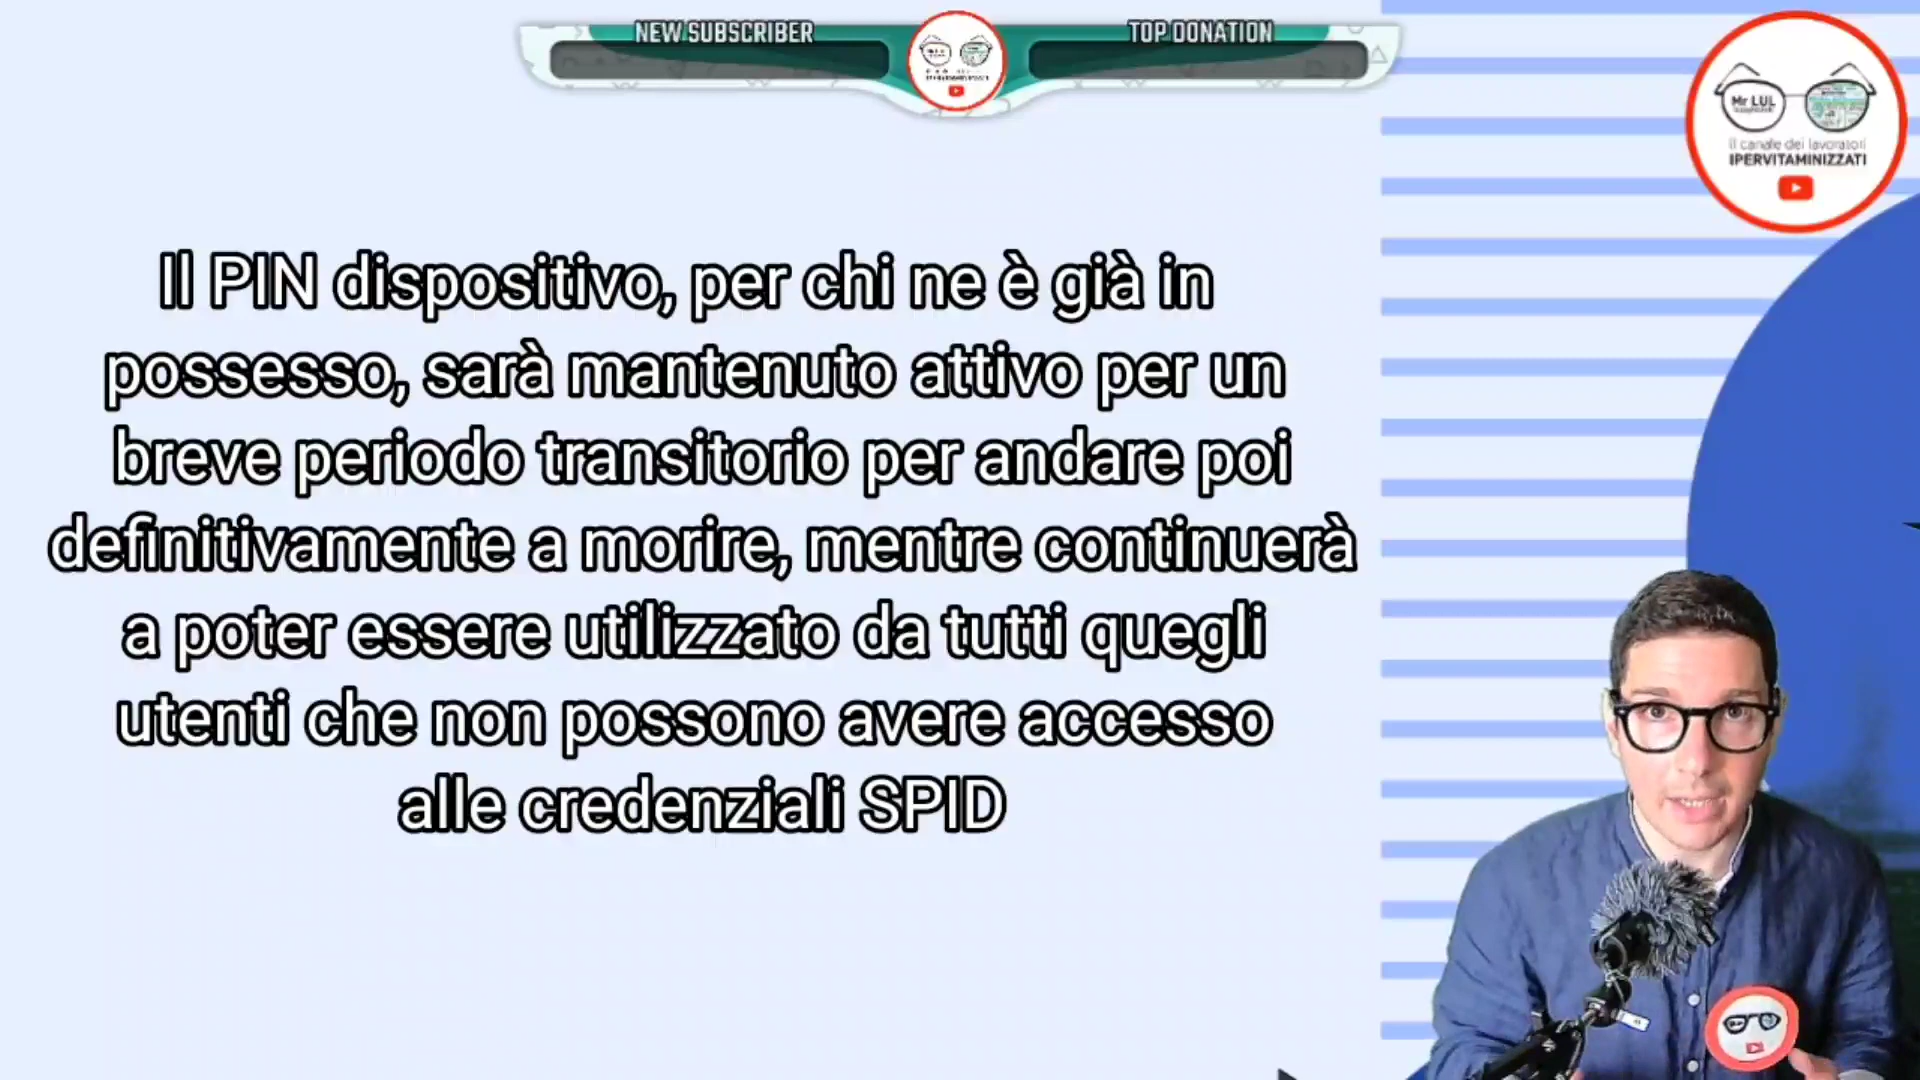 NEW SUBSCRIBER
TOP DONATION
Mr LUL
il canale dei lavoratori
IPERVITAMINIZZATI
Il PIN dispositivo, per chi ne è già in
possesso, sarà mantenuto attivo per un
breve periodo transitorio per andare poi
definitivamente a morire, mentre continuerà
a poter essere utilizzato da tutti quegli
utenti che non possono avere accesso
alle credenziali SPID